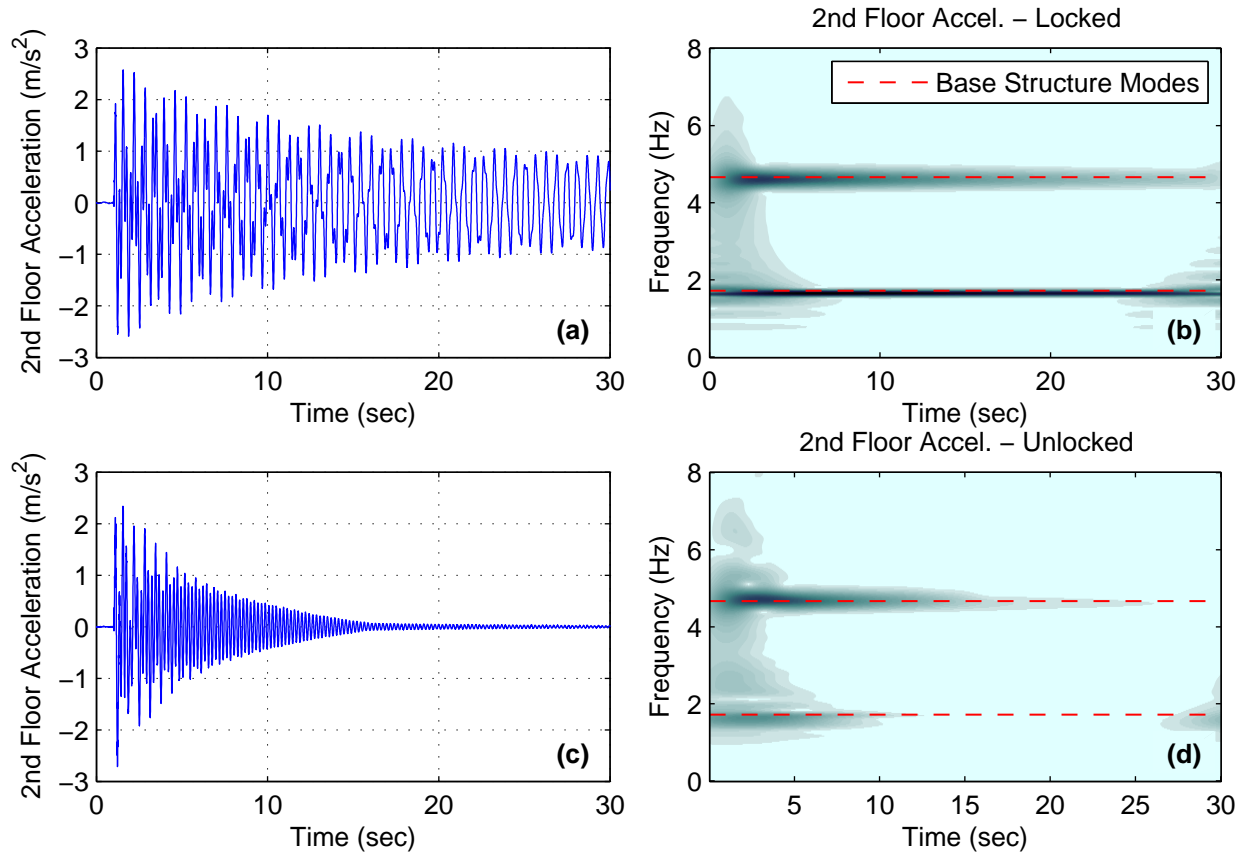 2nd Floor Accel. − Locked
3
2
1
0
−1
−2
−3
2nd Floor Acceleration (m/s²)
0 10 20 30
Time (sec)
(a)
8
6
4
2
0
Frequency (Hz)
Base Structure Modes
0 10 20 30
Time (sec)
(b)
2nd Floor Accel. − Unlocked
3
2
1
0
−1
−2
−3
2nd Floor Acceleration (m/s²)
0 10 20 30
Time (sec)
(c)
8
6
4
2
0
Frequency (Hz)
5 10 15 20 25 30
Time (sec)
(d)